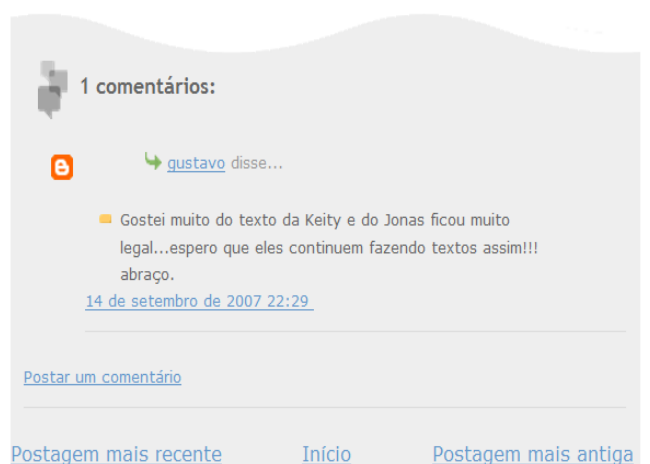 1 comentários:
gustavo disse...
Gostei muito do texto da Keity e do Jonas ficou muito
legal...espero que eles continuem fazendo textos assim!!!
abraço.
14 de setembro de 2007 22:29
Postar um comentário
Postagem mais recente Início Postagem mais antiga